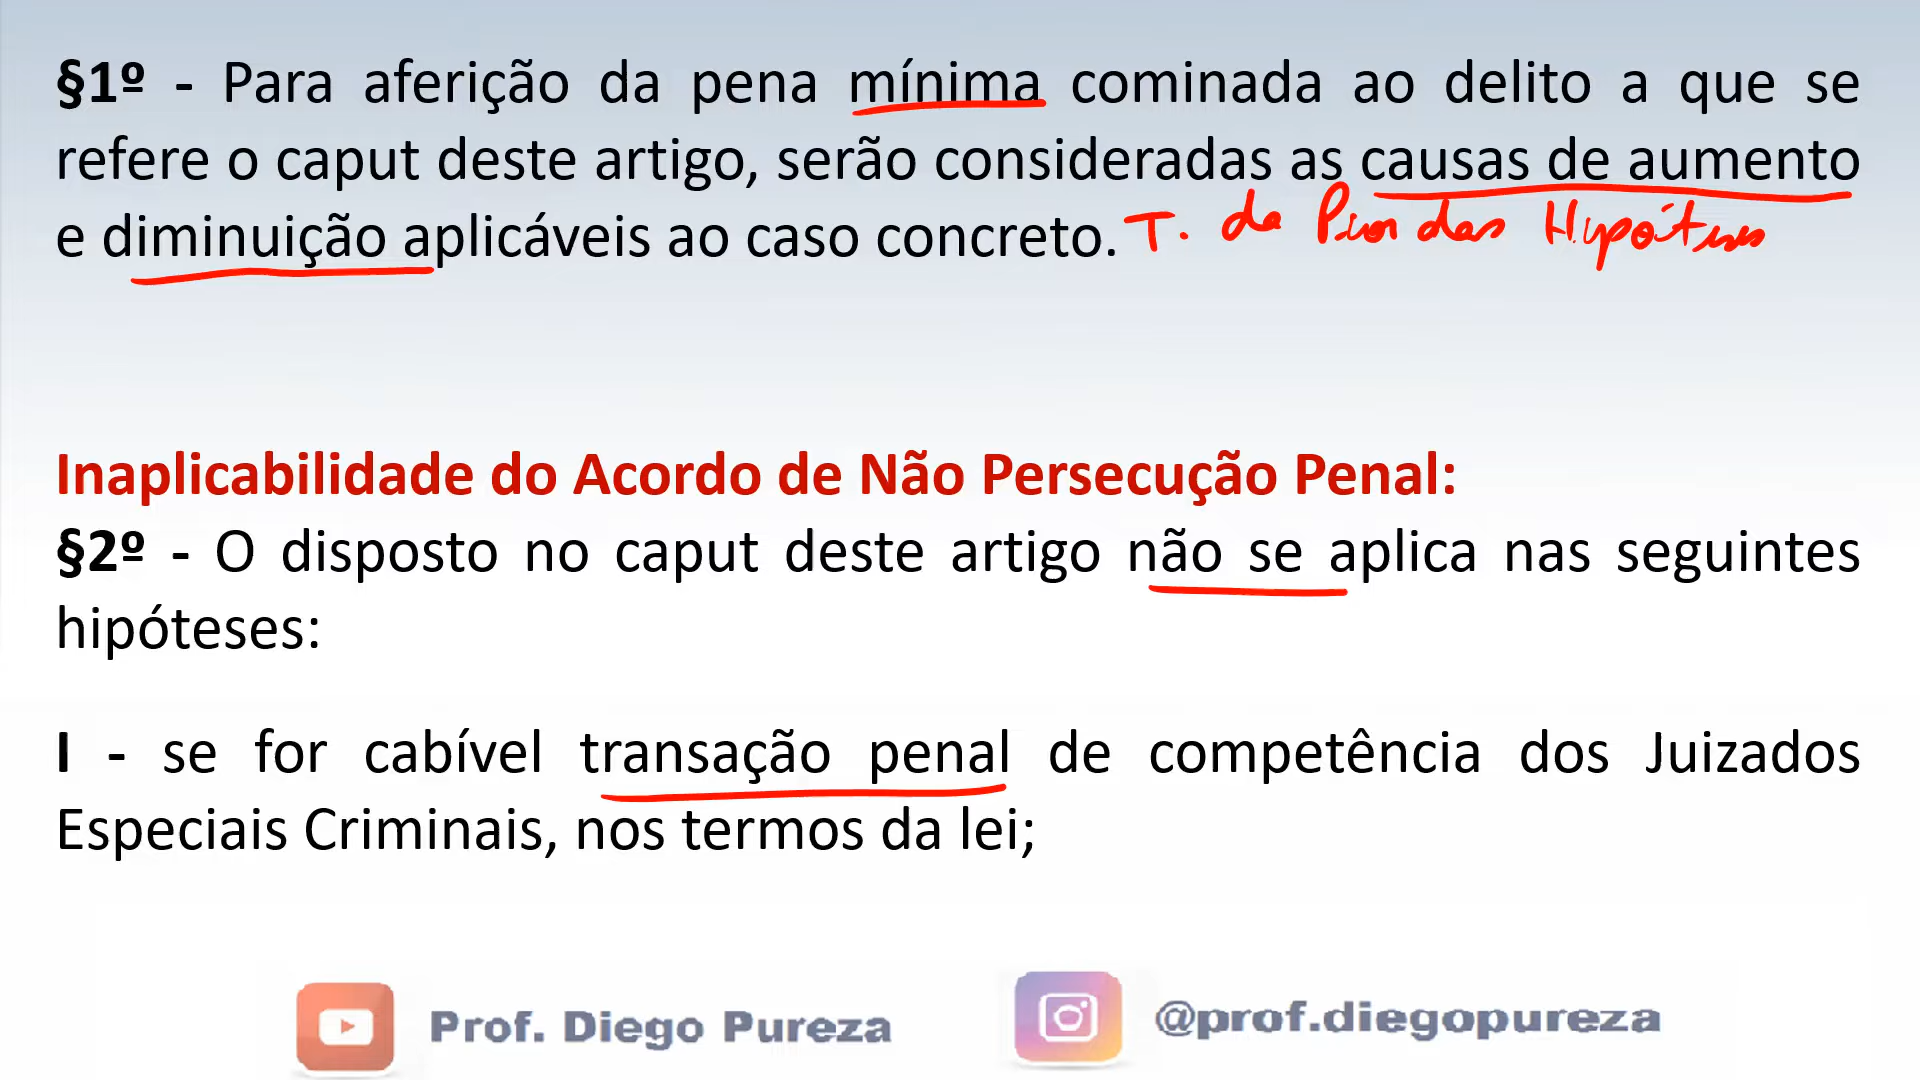 §1º - Para aferição da pena mínima cominada ao delito a que se
refere o caput deste artigo, serão consideradas as causas de aumento
e diminuição aplicáveis ao caso concreto. T. da Pior das Hipóteses
Inaplicabilidade do Acordo de Não Persecução Penal:
§2º - O disposto no caput deste artigo não se aplica nas seguintes
hipóteses:
I - se for cabível transação penal de competência dos Juizados
Especiais Criminais, nos termos da lei;
Prof. Diego Pureza
@prof.diegopureza